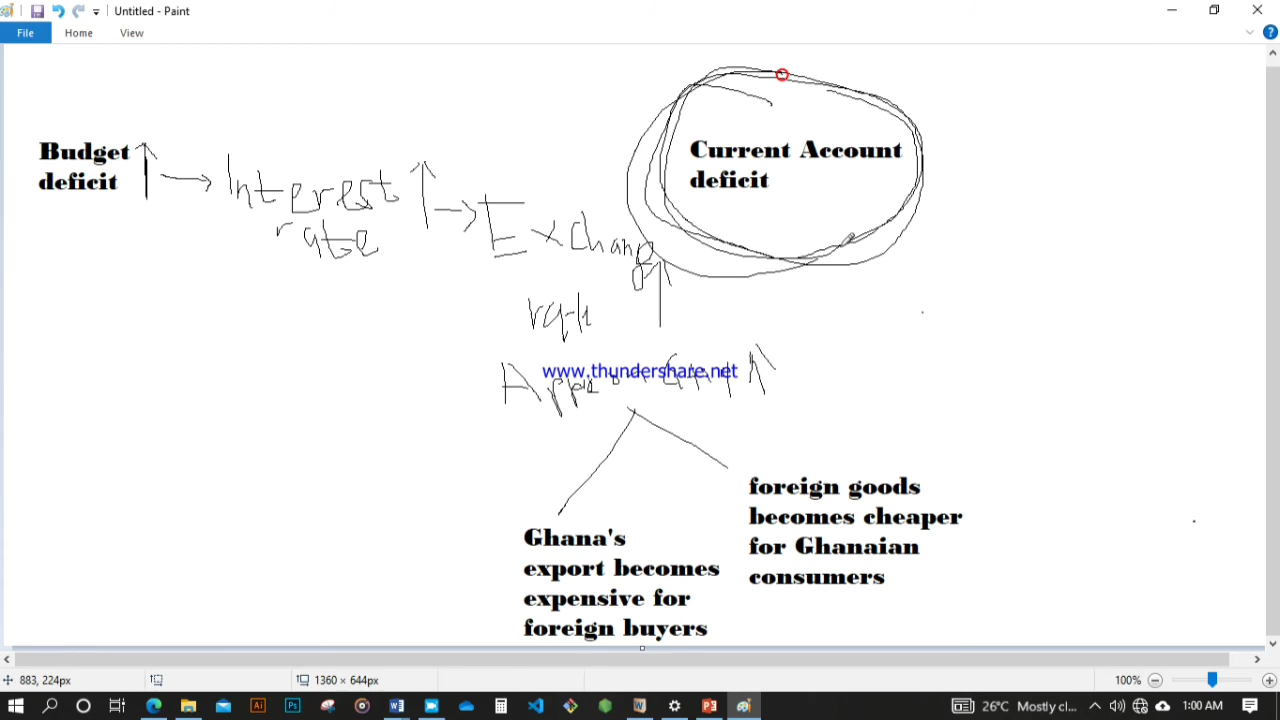 Untitled - Paint
File Home View
Budget
deficit
Interest
rate
Exchang
Current Account
deficit
www.thundershare.net
Ghana's
export becomes
expensive for
foreign buyers
foreign goods
becomes cheaper
for Ghanaian
consumers
883, 224px
1360 × 644px
100%
26°C Mostly cl...
1:00 AM